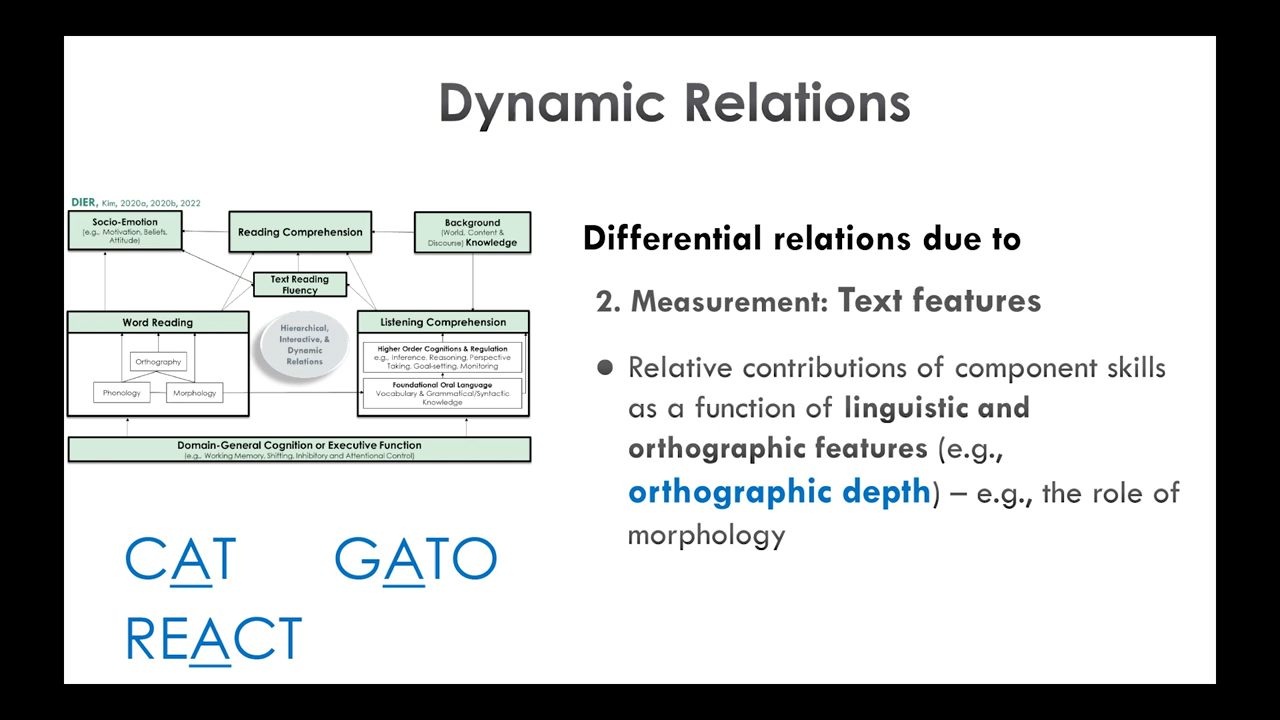 Dynamic Relations
DIER, Kim, 2020a, 2020b, 2022
Socio-Emotion
(e.g., Motivation, Beliefs,
Attitude)
Reading Comprehension
Background
(World, Content &
Discourse) Knowledge
Text Reading
Fluency
Word Reading
Orthography
Phonology
Morphology
Hierarchical,
Interactive, &
Dynamic
Relations
Listening Comprehension
Higher Order Cognitions & Regulation
e.g., Inference, Reasoning, Perspective
Taking, Goal-setting, Monitoring
Foundational Oral Language
Vocabulary & Grammatical/Syntactic
Knowledge
Domain-General Cognition or Executive Function
(e.g., Working Memory, Shifting, Inhibitory and Attentional Control)
CAT
GATO
REACT
Differential relations due to
2. Measurement: Text features
● Relative contributions of component skills
as a function of linguistic and
orthographic features (e.g.,
orthographic depth) – e.g., the role of
morphology